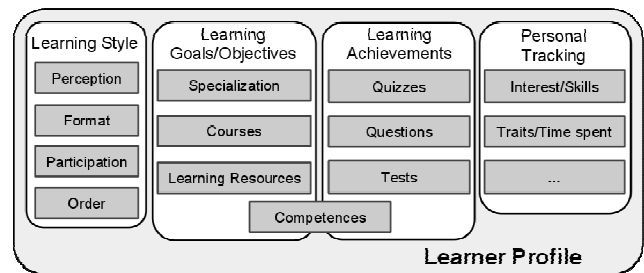 Learning Style
Perception
Format
Participation
Order
Learning
Goals/Objectives
Specialization
Courses
Learning Resources
Learning
Achievements
Quizzes
Questions
Tests
Competences
Personal
Tracking
Interest/Skills
Traits/Time spent
...
Learner Profile